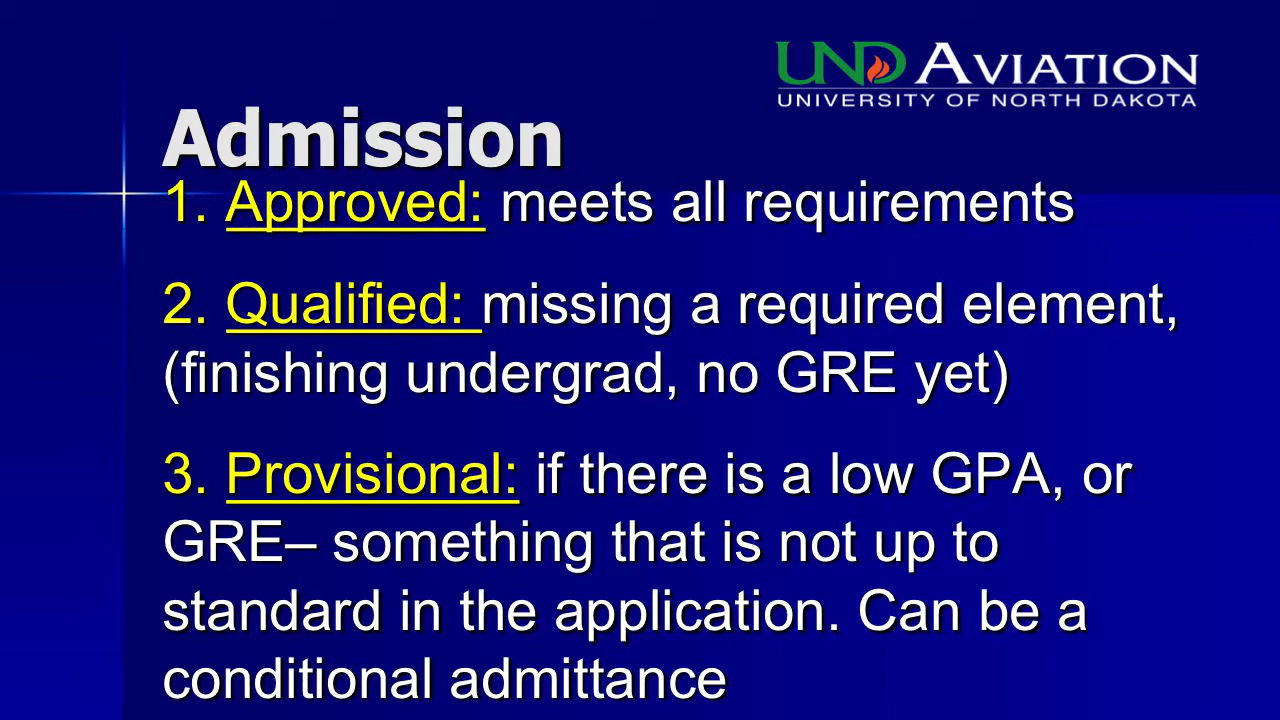 UND AVIATION
UNIVERSITY OF NORTH DAKOTA
Admission
1. Approved: meets all requirements
2. Qualified: missing a required element,
(finishing undergrad, no GRE yet)
3. Provisional: if there is a low GPA, or
GRE– something that is not up to
standard in the application. Can be a
conditional admittance